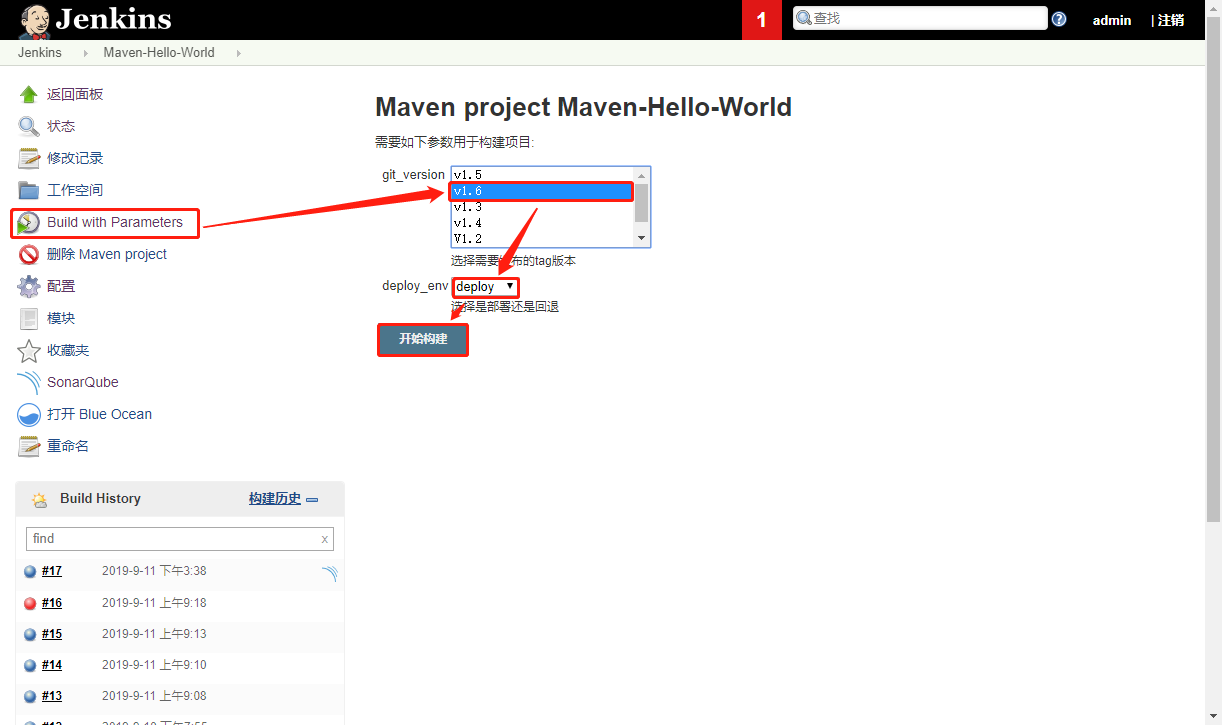 Jenkins
1
查找
admin
| 注销
Jenkins
Maven-Hello-World
返回面板
状态
修改记录
工作空间
Build with Parameters
删除 Maven project
配置
模块
收藏夹
SonarQube
打开 Blue Ocean
重命名
Maven project Maven-Hello-World
需要如下参数用于构建项目:
git_version
v1.5
v1.6
v1.3
v1.4
V1.2
选择需要 布的tag版本
deploy_env
deploy
选择是部署还是回退
开始构建
Build History
构建历史
find
x
#17 2019-9-11 下午3:38
#16 2019-9-11 上午9:18
#15 2019-9-11 上午9:13
#14 2019-9-11 上午9:10
#13 2019-9-11 上午9:08